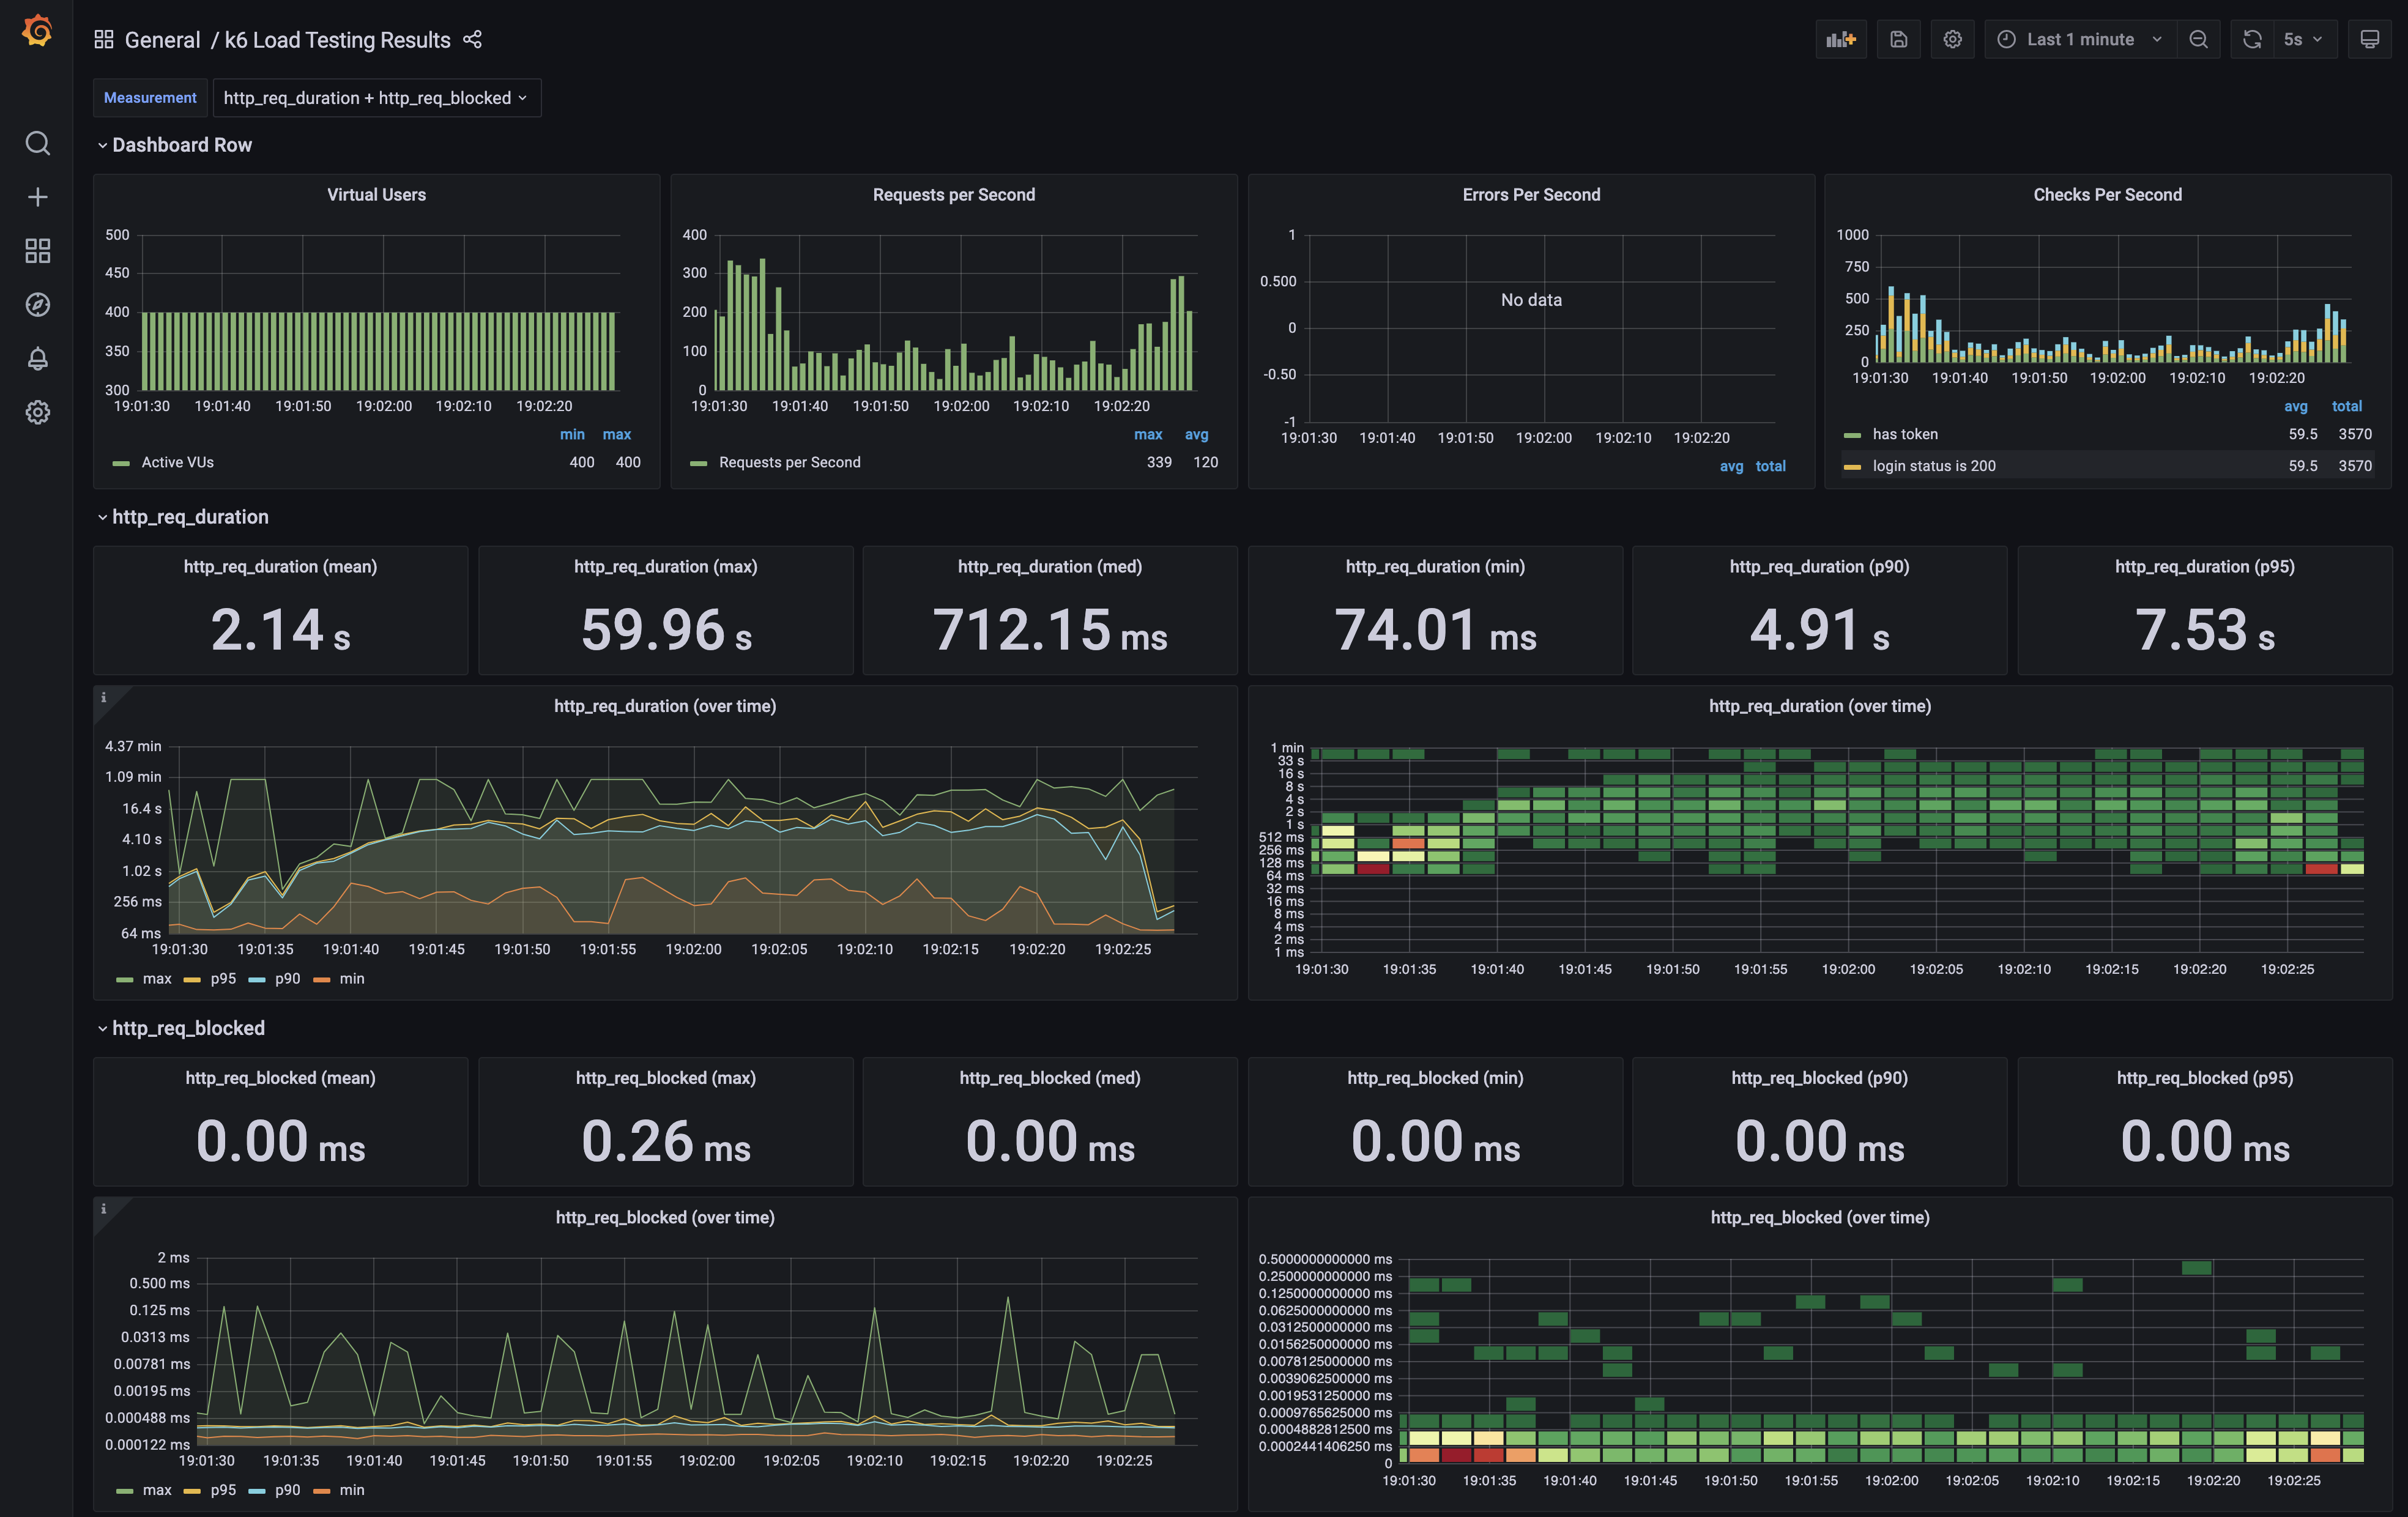 General / k6 Load Testing Results
Last 1 minute
5s
Measurement
http_req_duration + http_req_blocked
Dashboard Row
Virtual Users
500
450
400
350
300
19:01:30 19:01:40 19:01:50 19:02:00 19:02:10 19:02:20
min max
Active VUs 400 400
Requests per Second
400
300
200
100
0
19:01:30 19:01:40 19:01:50 19:02:00 19:02:10 19:02:20
max avg
Requests per Second 339 120
Errors Per Second
1
0.500
0
-0.50
-1
No data
19:01:30 19:01:40 19:01:50 19:02:00 19:02:10 19:02:20
avg total
Checks Per Second
1000
750
500
250
0
19:01:30 19:01:40 19:01:50 19:02:00 19:02:10 19:02:20
avg total
has token 59.5 3570
login status is 200 59.5 3570
http_req_duration
http_req_duration (mean)
2.14 s
http_req_duration (max)
59.96 s
http_req_duration (med)
712.15 ms
http_req_duration (min)
74.01 ms
http_req_duration (p90)
4.91 s
http_req_duration (p95)
7.53 s
http_req_duration (over time)
4.37 min
1.09 min
16.4 s
4.10 s
1.02 s
256 ms
64 ms
19:01:30 19:01:35 19:01:40 19:01:45 19:01:50 19:01:55 19:02:00 19:02:05 19:02:10 19:02:15 19:02:20 19:02:25
max p95 p90 min
http_req_duration (over time)
1 min
33 s
16 s
8 s
4 s
2 s
1 s
512 ms
256 ms
128 ms
64 ms
32 ms
16 ms
8 ms
4 ms
2 ms
1 ms
19:01:30 19:01:35 19:01:40 19:01:45 19:01:50 19:01:55 19:02:00 19:02:05 19:02:10 19:02:15 19:02:20 19:02:25
http_req_blocked
http_req_blocked (mean)
0.00 ms
http_req_blocked (max)
0.26 ms
http_req_blocked (med)
0.00 ms
http_req_blocked (min)
0.00 ms
http_req_blocked (p90)
0.00 ms
http_req_blocked (p95)
0.00 ms
http_req_blocked (over time)
2 ms
0.500 ms
0.125 ms
0.0313 ms
0.00781 ms
0.00195 ms
0.000488 ms
0.000122 ms
19:01:30 19:01:35 19:01:40 19:01:45 19:01:50 19:01:55 19:02:00 19:02:05 19:02:10 19:02:15 19:02:20 19:02:25
max p95 p90 min
http_req_blocked (over time)
0.5000000000000 ms
0.2500000000000 ms
0.1250000000000 ms
0.0625000000000 ms
0.0312500000000 ms
0.0156250000000 ms
0.0078125000000 ms
0.0039062500000 ms
0.0019531250000 ms
0.0009765625000 ms
0.0004882812500 ms
0.0002441406250 ms
0
19:01:30 19:01:35 19:01:40 19:01:45 19:01:50 19:01:55 19:02:00 19:02:05 19:02:10 19:02:15 19:02:20 19:02:25